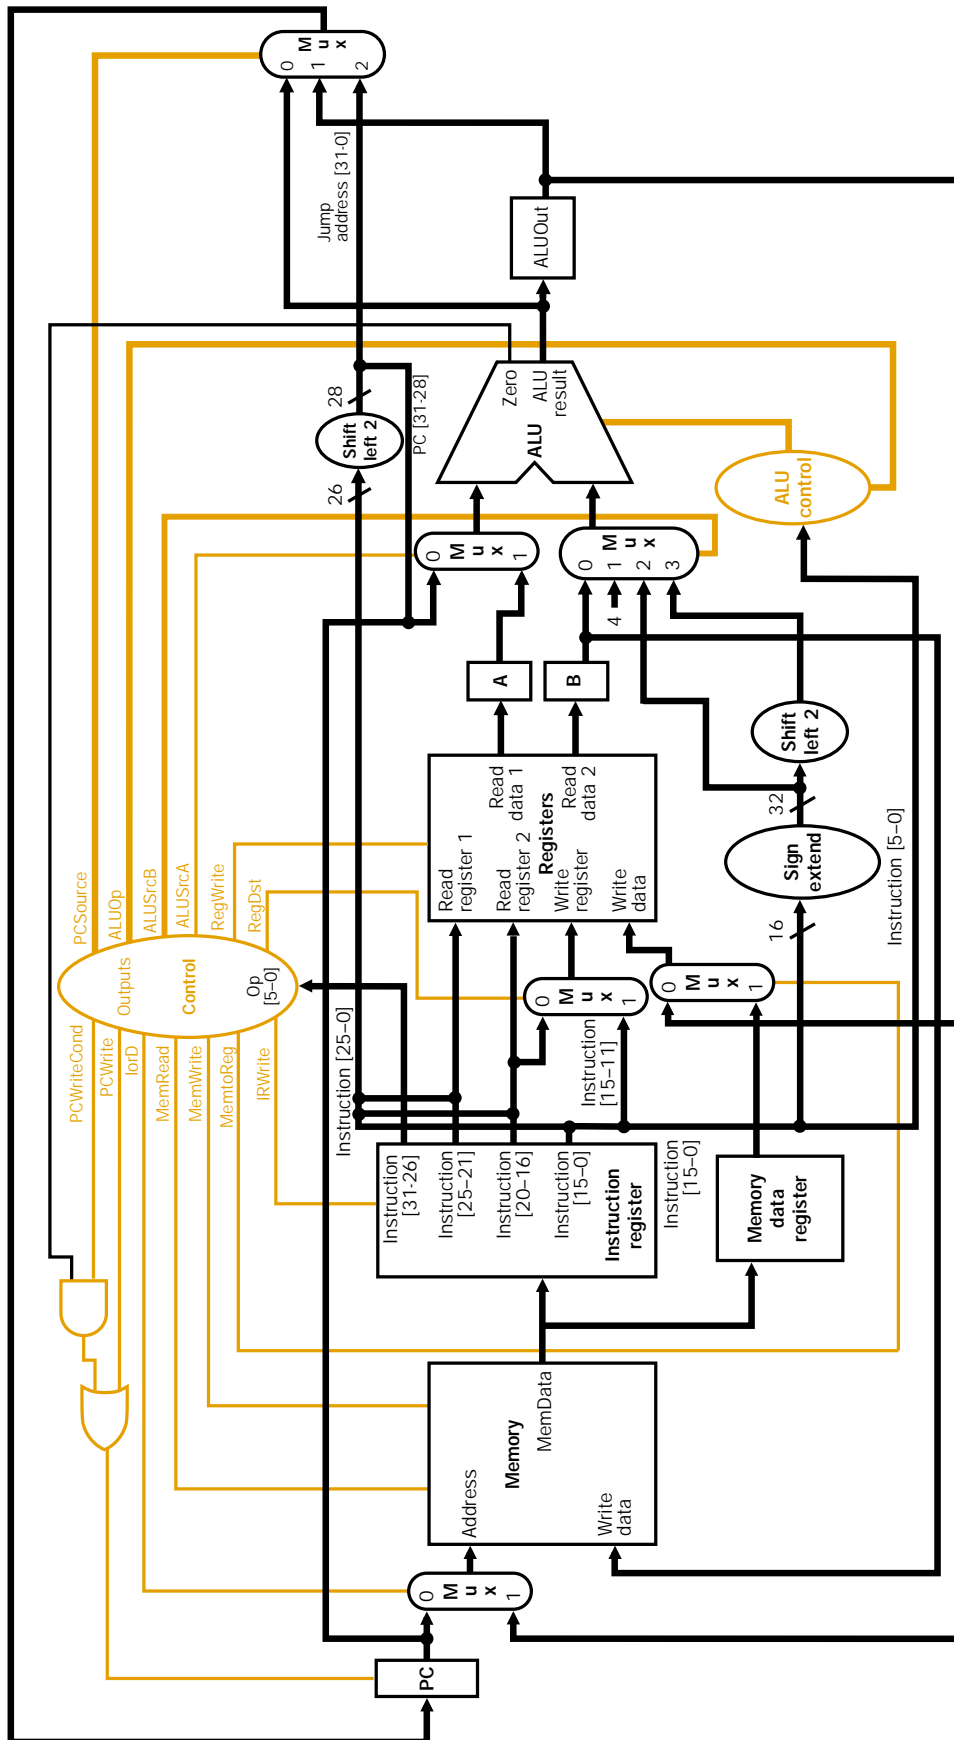 PCSource
ALUOp
ALUSrcB
ALUSrcA
RegWrite
RegDst
PCWriteCond
PCWrite
IorD
MemRead
MemWrite
MemtoReg
IRWrite
Outputs
Control
Op
[5–0]
PC
0
M
u
x
1
Address
Memory
MemData
Write
data
Instruction
[31-26]
Instruction
[25–21]
Instruction
[20–16]
Instruction
[15–0]
Instruction
register
Instruction [25–0]
Instruction
[15–11]
Instruction
[15–0]
Memory
data
register
0
M
u
x
1
0
M
u
x
1
Read
register 1
Read
register 2
Registers
Write
register
Write
data
Read
data 1
Read
data 2
16
Sign
extend
32
Shift
left 2
Instruction [5–0]
A
B
4
0
M
u
x
1
0
1
M
u
2
x
3
26
Shift
left 2
28
PC [31-28]
Zero
ALU
ALU
result
ALU
control
ALUOut
Jump
address [31-0]
0
M
1
u
x
2